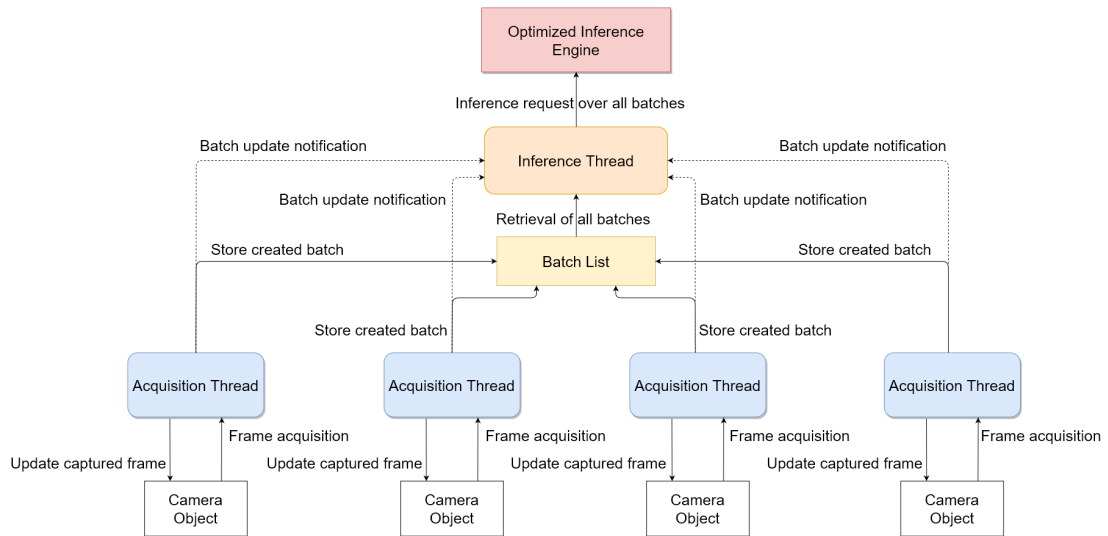 Optimized Inference
Engine
Inference request over all batches
Batch update notification
Batch update notification
Inference Thread
Batch update notification
Batch update notification
Retrieval of all batches
Store created batch
Store created batch
Batch List
Store created batch
Store created batch
Acquisition Thread
Acquisition Thread
Acquisition Thread
Acquisition Thread
Frame acquisition
Frame acquisition
Frame acquisition
Frame acquisition
Update captured frame
Update captured frame
Update captured frame
Update captured frame
Camera
Object
Camera
Object
Camera
Object
Camera
Object